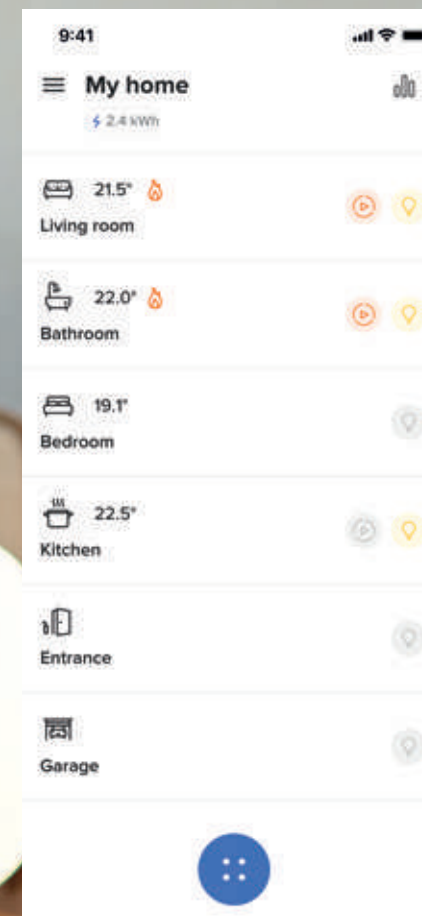 9:41
My home
2.4 kWh
21.5°
Living room
22.0°
Bathroom
19.1°
Bedroom
22.5°
Kitchen
Entrance
Garage